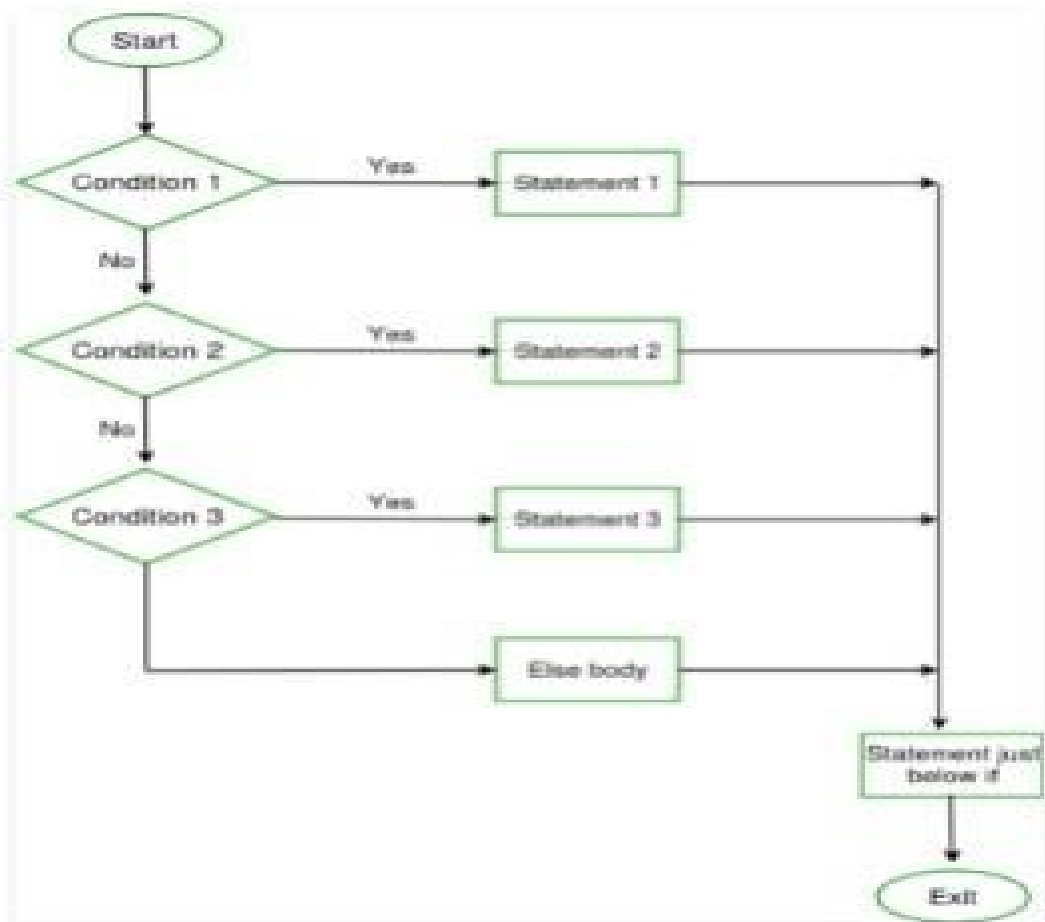 Start
Condition 1
Yes
Statement 1
No
Condition 2
Yes
Statement 2
No
Condition 3
Yes
Statement 3
Else body
Statement just
below if
Exit